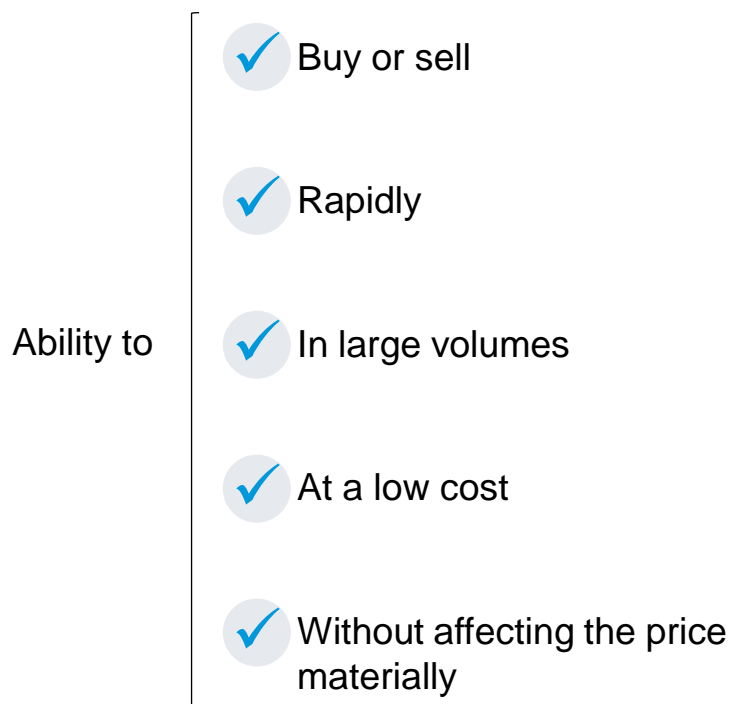 Buy or sell
Rapidly
Ability to
In large volumes
At a low cost
Without affecting the price
materially